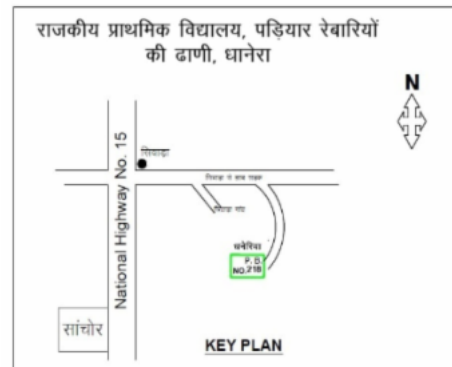 राजकीय प्राथमिक विद्यालय, पड़ियार रेबारियों
की ढाणी, धानेरा
N
National Highway No. 15
सिवाड़ा
धनेरिया
P. B.
NO.218
सांचोर
KEY PLAN